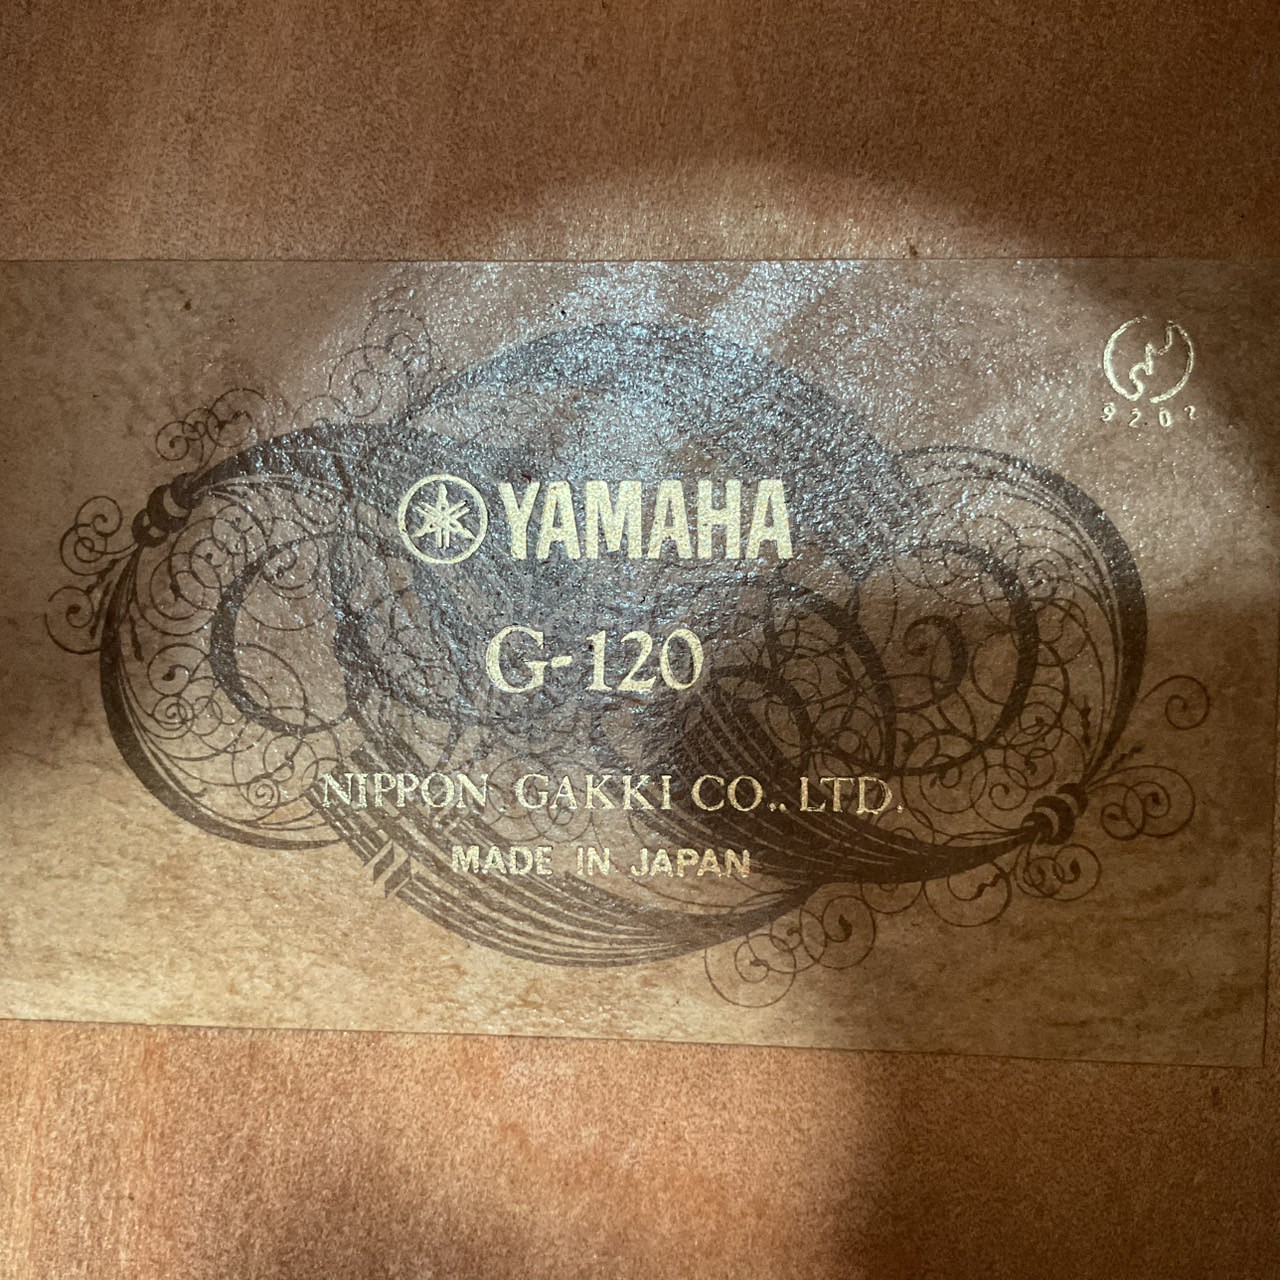 9202
YAMAHA
G-120
NIPPON GAKKI CO., LTD.
MADE IN JAPAN